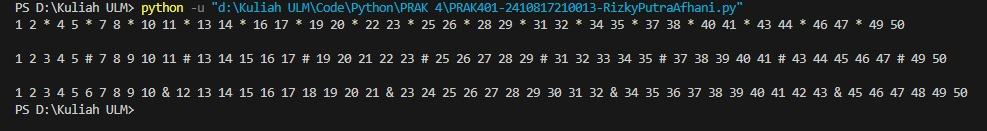 PS D:\Kuliah ULM> python -u "d:\Kuliah ULM\Code\Python\PRAK 4\PRAK401-2410817210013-RizkyPutraAfhani.py"
1 2 * 4 5 * 7 8 * 10 11 * 13 14 * 16 17 * 19 20 * 22 23 * 25 26 * 28 29 * 31 32 * 34 35 * 37 38 * 40 41 * 43 44 * 46 47 * 49 50
1 2 3 4 5 # 7 8 9 10 11 # 13 14 15 16 17 # 19 20 21 22 23 # 25 26 27 28 29 # 31 32 33 34 35 # 37 38 39 40 41 # 43 44 45 46 47 # 49 50
1 2 3 4 5 6 7 8 9 10 & 12 13 14 15 16 17 18 19 20 21 & 23 24 25 26 27 28 29 30 31 32 & 34 35 36 37 38 39 40 41 42 43 & 45 46 47 48 49 50
PS D:\Kuliah ULM>